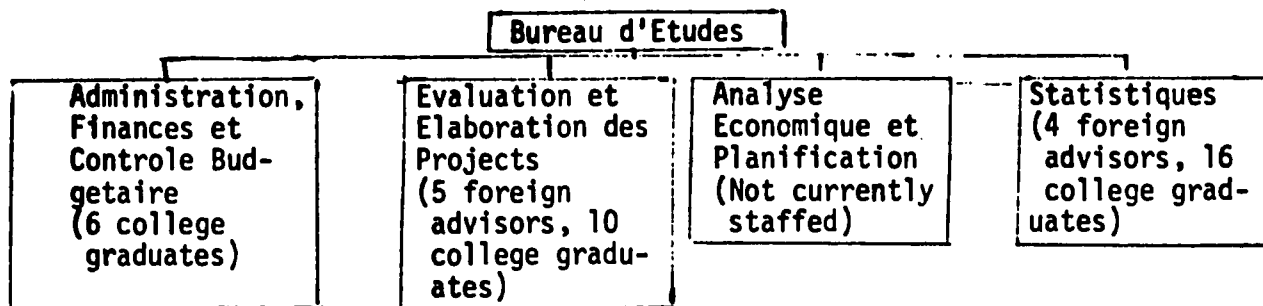 Bureau d'Etudes
Administration,
Finances et
Controle Bud-
getaire
(6 college
graduates)
Evaluation et
Elaboration des
Projects
(5 foreign
advisors, 10
college gradu-
ates)
Analyse
Economique et
Planification
(Not currently
staffed)
Statistiques
(4 foreign
advisors, 16
college grad-
uates)